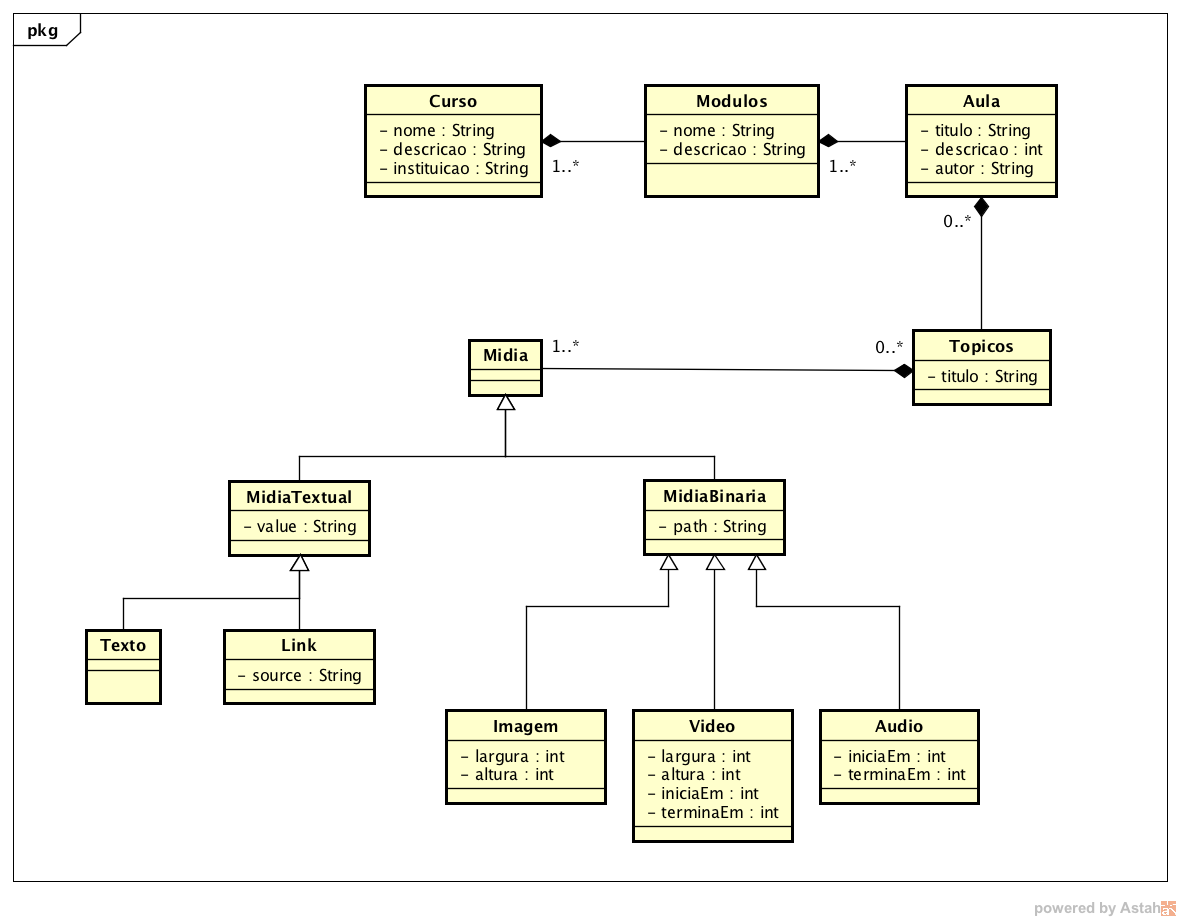 pkg
Curso
- nome : String
- descricao : String
- instituicao : String
1..*
Modulos
- nome : String
- descricao : String
1..*
Aula
- titulo : String
- descricao : int
- autor : String
0..*
Topicos
- titulo : String
0..*
1..*
Midia
MidiaTextual
- value : String
MidiaBinaria
- path : String
Texto
Link
- source : String
Imagem
- largura : int
- altura : int
Video
- largura : int
- altura : int
- iniciaEm : int
- terminaEm : int
Audio
- iniciaEm : int
- terminaEm : int
powered by Astah